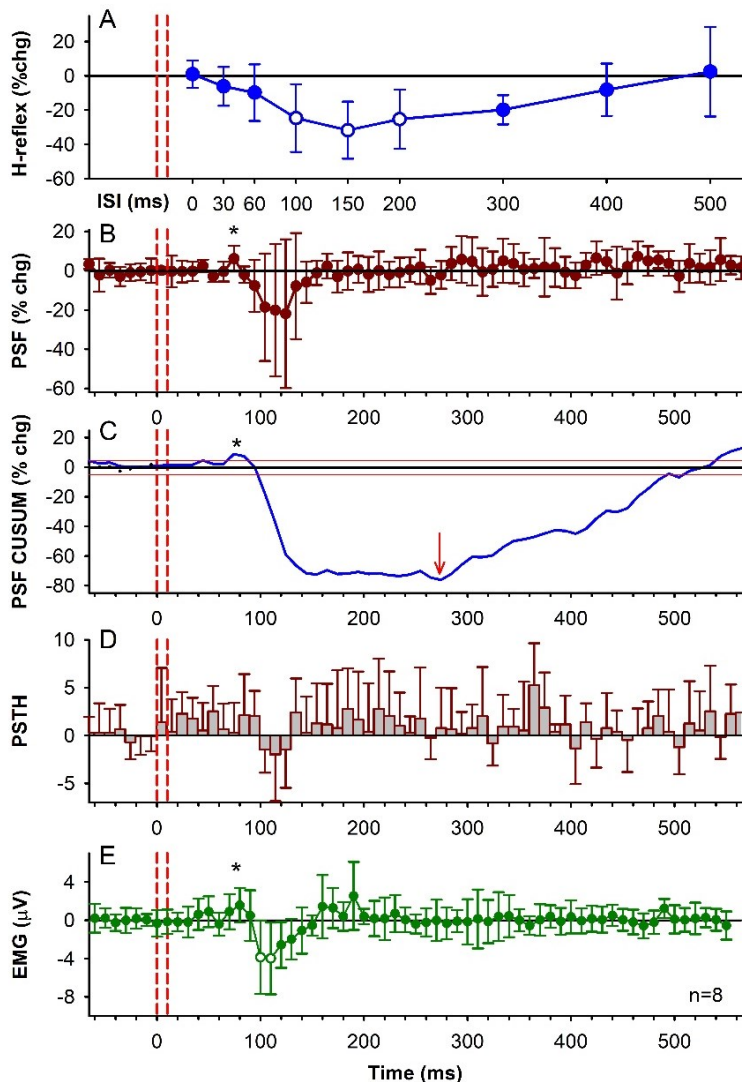 A
H-reflex (%chg)
20
0
-20
-40
-60
ISI (ms) 0 30 60 100 150 200 300 400 500
B
*
PSF (% chg)
20
0
-20
-40
-60
0 100 200 300 400 500
C
*
PSF CUSUM (% chg)
20
0
-20
-40
-60
-80
0 100 200 300 400 500
D
PSTH
10
5
0
-5
0 100 200 300 400 500
E
*
EMG (μV)
4
0
-4
-8
n=8
0 100 200 300 400 500
Time (ms)